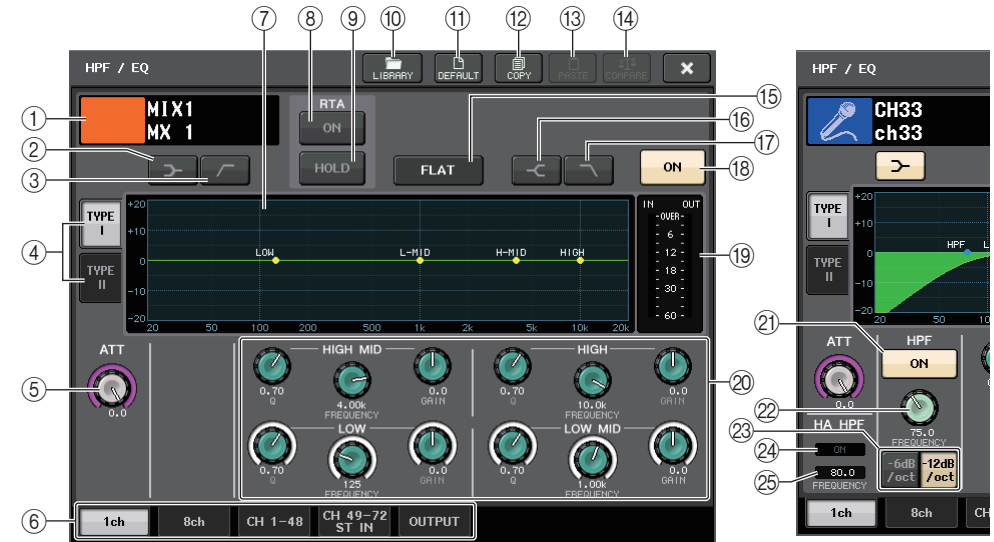 ⑦ ⑧ ⑨ ⑩ ⑪ ⑫ ⑬ ⑭
HPF / EQ
LIBRARY
DEFAULT
COPY
PASTE
COMPARE
①
MIX1
MX 1
RTA
ON
HOLD
FLAT
ON
② ③ ⑮ ⑯ ⑰ ⑱
④
TYPE
I
TYPE
II
+20
+10
0
-10
-20
LOW L-MID H-MID HIGH
20 50 100 200 500 1k 2k 5k 10k 20k
IN OUT
-OVER-
6
12
18
30
60
⑲
⑤
ATT
0.0
HIGH MID
0.70
Q
4.00k
FREQUENCY
0.0
GAIN
HIGH
0.70
Q
10.0k
FREQUENCY
0.0
GAIN
⑳
LOW
0.70
Q
125
FREQUENCY
0.0
GAIN
LOW MID
0.70
Q
1.00k
FREQUENCY
0.0
GAIN
⑥
1ch
8ch
CH 1-48
CH 49-72
ST IN
OUTPUT
HPF / EQ
CH33
ch33
TYPE
I
TYPE
II
+20
+10
0
-10
-20
HPF L
20 50 10
㉑
ATT
0.0
HPF
ON
㉒
75.0
FREQUENCY
㉓
-6dB
/oct
-12dB
/oct
HA HPF
㉔
ON
㉕
80.0
FREQUENCY
1ch
8ch
CH